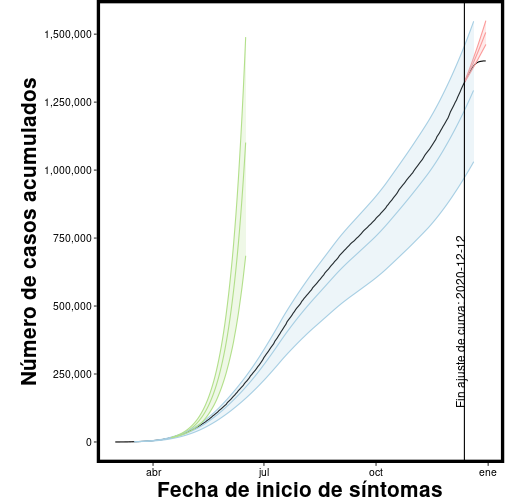 Número de casos acumulados
1,500,000
1,250,000
1,000,000
750,000
500,000
250,000
0
Fin ajuste de curva: 2020-12-12
abr jul oct ene
Fecha de inicio de síntomas